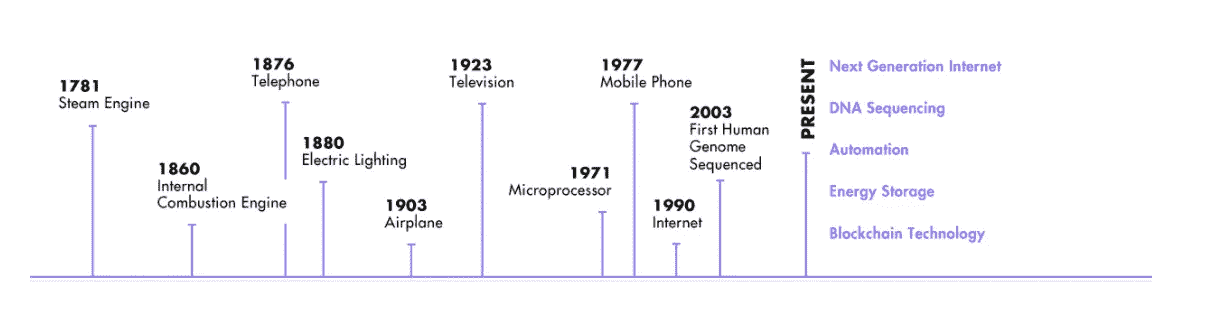 1781
Steam Engine
1860
Internal
Combustion Engine
1876
Telephone
1880
Electric Lighting
1903
Airplane
1923
Television
1971
Microprocessor
1977
Mobile Phone
1990
Internet
2003
First Human
Genome
Sequenced
PRESENT
Next Generation Internet
DNA Sequencing
Automation
Energy Storage
Blockchain Technology